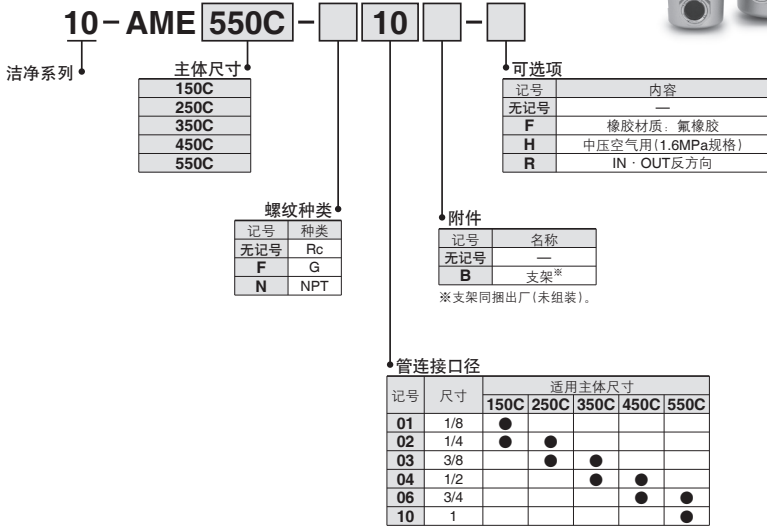 10-AME 550C-□ 10 □-□
洁净系列
主体尺寸
150C
250C
350C
450C
550C
可选项
记号 内容
无记号 —
F 橡胶材质：氟橡胶
H 中压空气用(1.6MPa规格)
R IN · OUT反方向
螺纹种类
记号 种类
无记号 Rc
F G
N NPT
附件
记号 名称
无记号 —
B 支架※
※支架同捆出厂(未组装)。
管连接口径
记号 尺寸 适用主体尺寸
150C 250C 350C 450C 550C
01 1/8 ●
02 1/4 ● ●
03 3/8 ● ●
04 1/2 ● ●
06 3/4 ● ●
10 1 ●